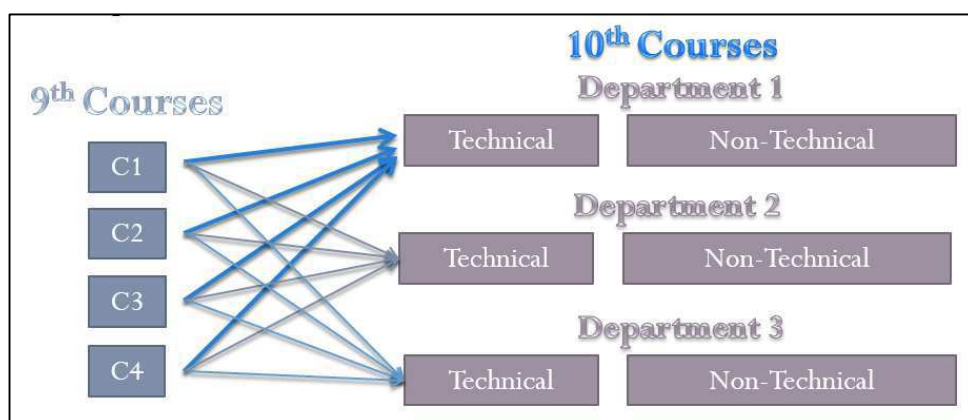 10th Courses
9th Courses
Department 1
C1
Technical
Non-Technical
C2
Department 2
Technical
Non-Technical
C3
C4
Department 3
Technical
Non-Technical